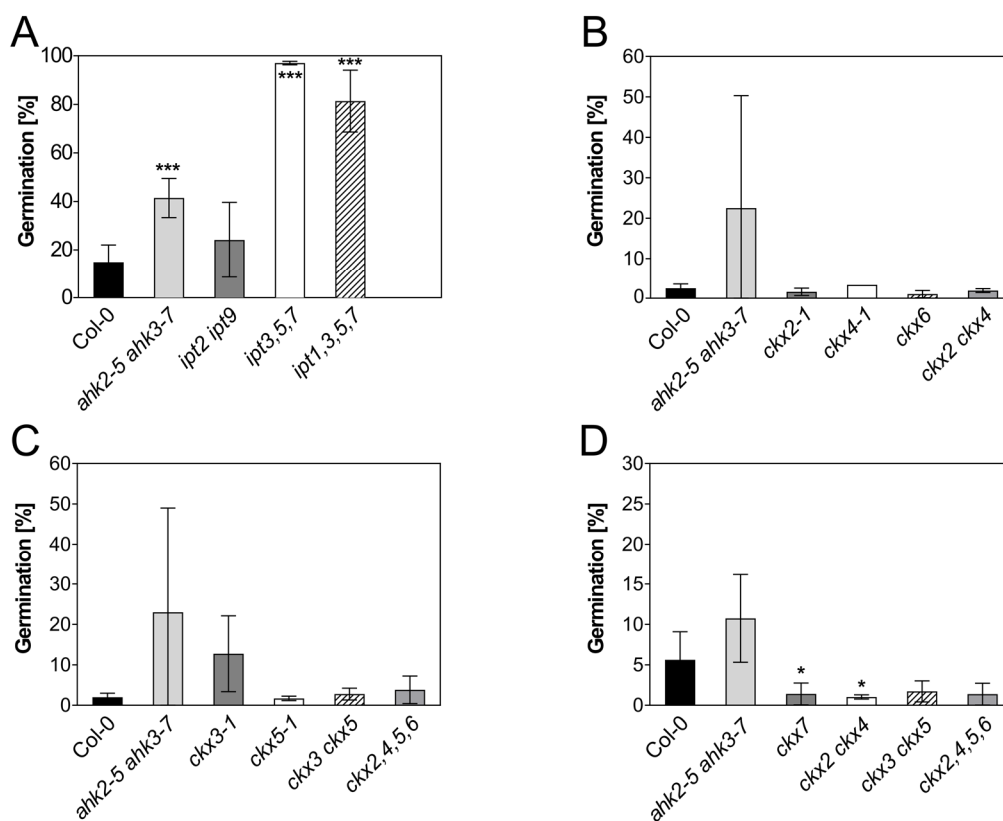 A
Germination [%]
100
80
60
40
20
0
***
***
***
Col-0
ahk2-5 ahk3-7
ipt2 ipt9
ipt3,5,7
ipt1,3,5,7
B
Germination [%]
60
50
40
30
20
10
0
Col-0
ahk2-5 ahk3-7
ckx2-1
ckx4-1
ckx6
ckx2 ckx4
C
Germination [%]
60
50
40
30
20
10
0
Col-0
ahk2-5 ahk3-7
ckx3-1
ckx5-1
ckx3 ckx5
ckx2,4,5,6
D
Germination [%]
30
25
20
15
10
5
0
*
*
Col-0
ahk2-5 ahk3-7
ckx7
ckx2 ckx4
ckx3 ckx5
ckx2,4,5,6